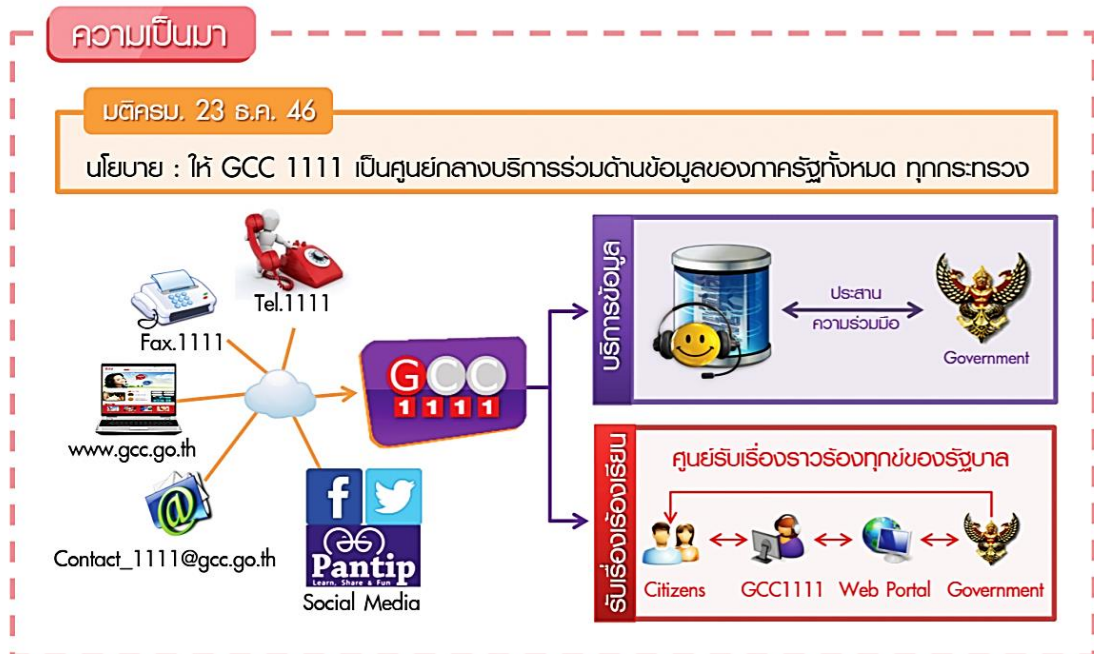 ความเป็นมา
มติครม. 23 ธ.ค. 46
นโยบาย : ให้ GCC 1111 เป็นศูนย์กลางบริการร่วมด้านข้อมูลของภาครัฐทั้งหมด ทุกกระทรวง
Tel.1111
Fax.1111
www.gcc.go.th
Contact_1111@gcc.go.th
f
Pantip
Learn, Share & Fun
Social Media
GCC
1111
บริการข้อมูล
ประสาน
ความร่วมมือ
Government
รับเรื่องร้องเรียน
ศูนย์รับเรื่องราวร้องทุกข์ของรัฐบาล
Citizens
GCC1111
Web Portal
Government